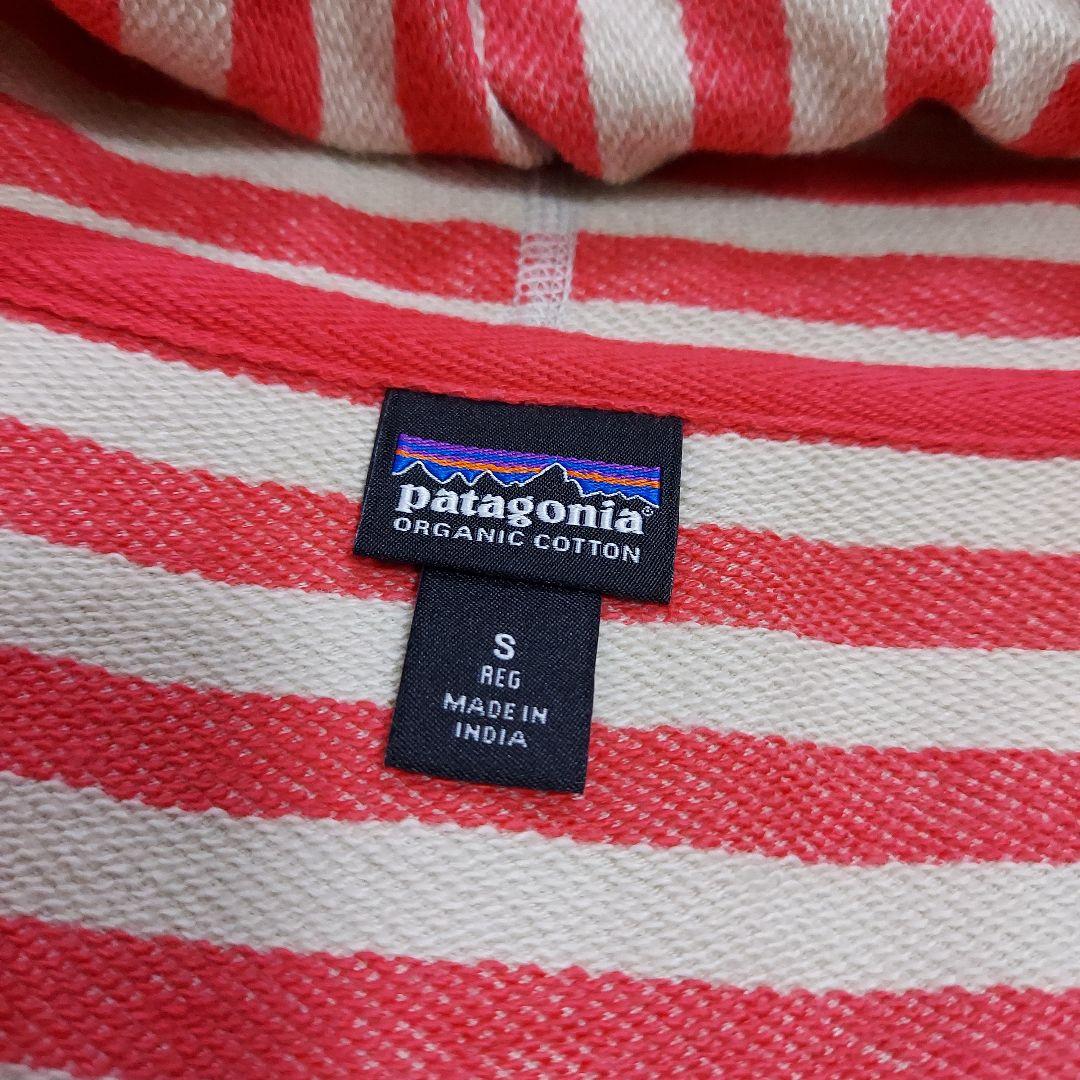 patagonia®
ORGANIC COTTON
S
REG
MADE IN
INDIA